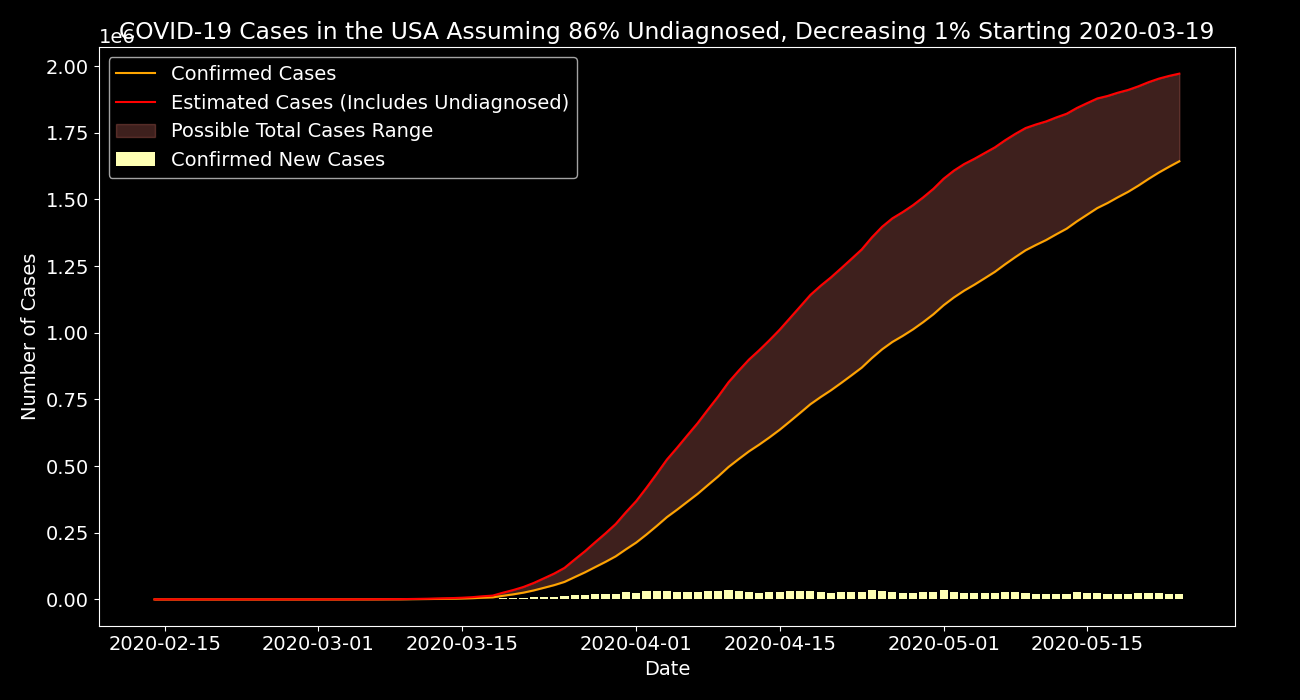 COVID-19 Cases in the USA Assuming 86% Undiagnosed, Decreasing 1% Starting 2020-03-19
1e6
Confirmed Cases
Estimated Cases (Includes Undiagnosed)
Possible Total Cases Range
Confirmed New Cases
2.00
1.75
1.50
1.25
1.00
0.75
0.50
0.25
0.00
Number of Cases
2020-02-15 2020-03-01 2020-03-15 2020-04-01 2020-04-15 2020-05-01 2020-05-15
Date